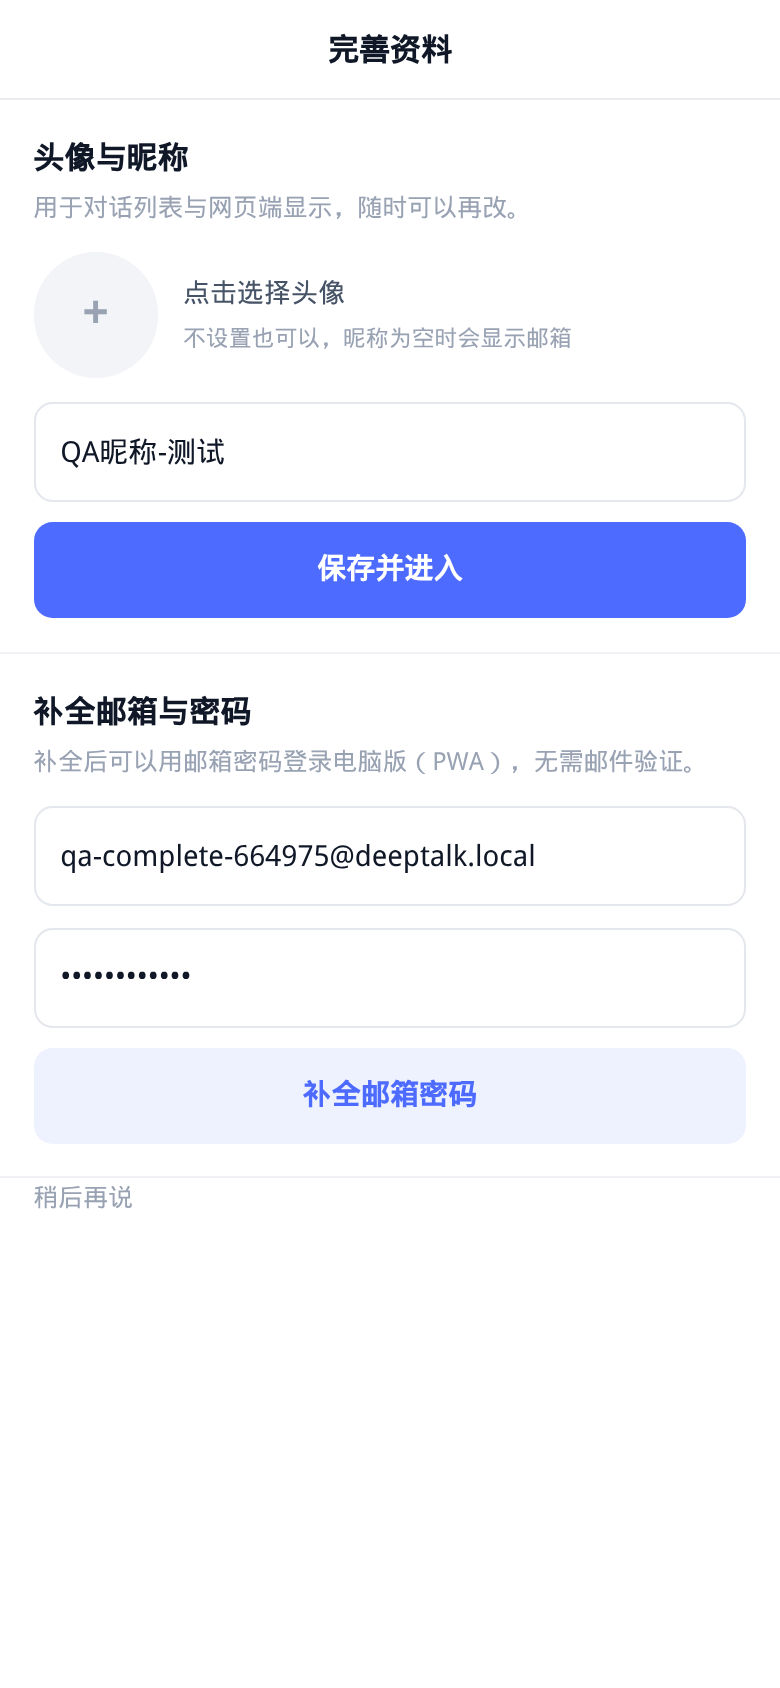 完善资料
头像与昵称
用于对话列表与网页端显示，随时可以再改。
+
点击选择头像
不设置也可以，昵称为空时会显示邮箱
QA昵称-测试
保存并进入
补全邮箱与密码
补全后可以用邮箱密码登录电脑版（PWA），无需邮件验证。
qa-complete-664975@deeptalk.local
••••••••••••
补全邮箱密码
稍后再说